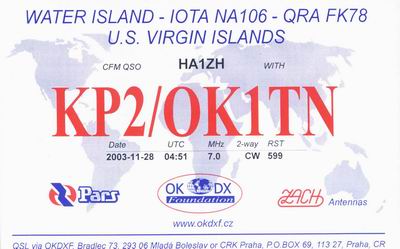 WATER ISLAND - IOTA NA106 - QRA FK78
U.S. VIRGIN ISLANDS
CFM QSO HA1ZH WITH
KP2/OK1TN
Date UTC MHz 2-way RST
2003-11-28 04:51 7.0 CW 599
Pars
OK DX
Foundation
ZACH Antennas
www.okdxf.cz
QSL via OKDXF, Bradlec 73, 293 06 Mladá Boleslav or CRK Praha, P.O.BOX 69, 113 27, Praha, CR